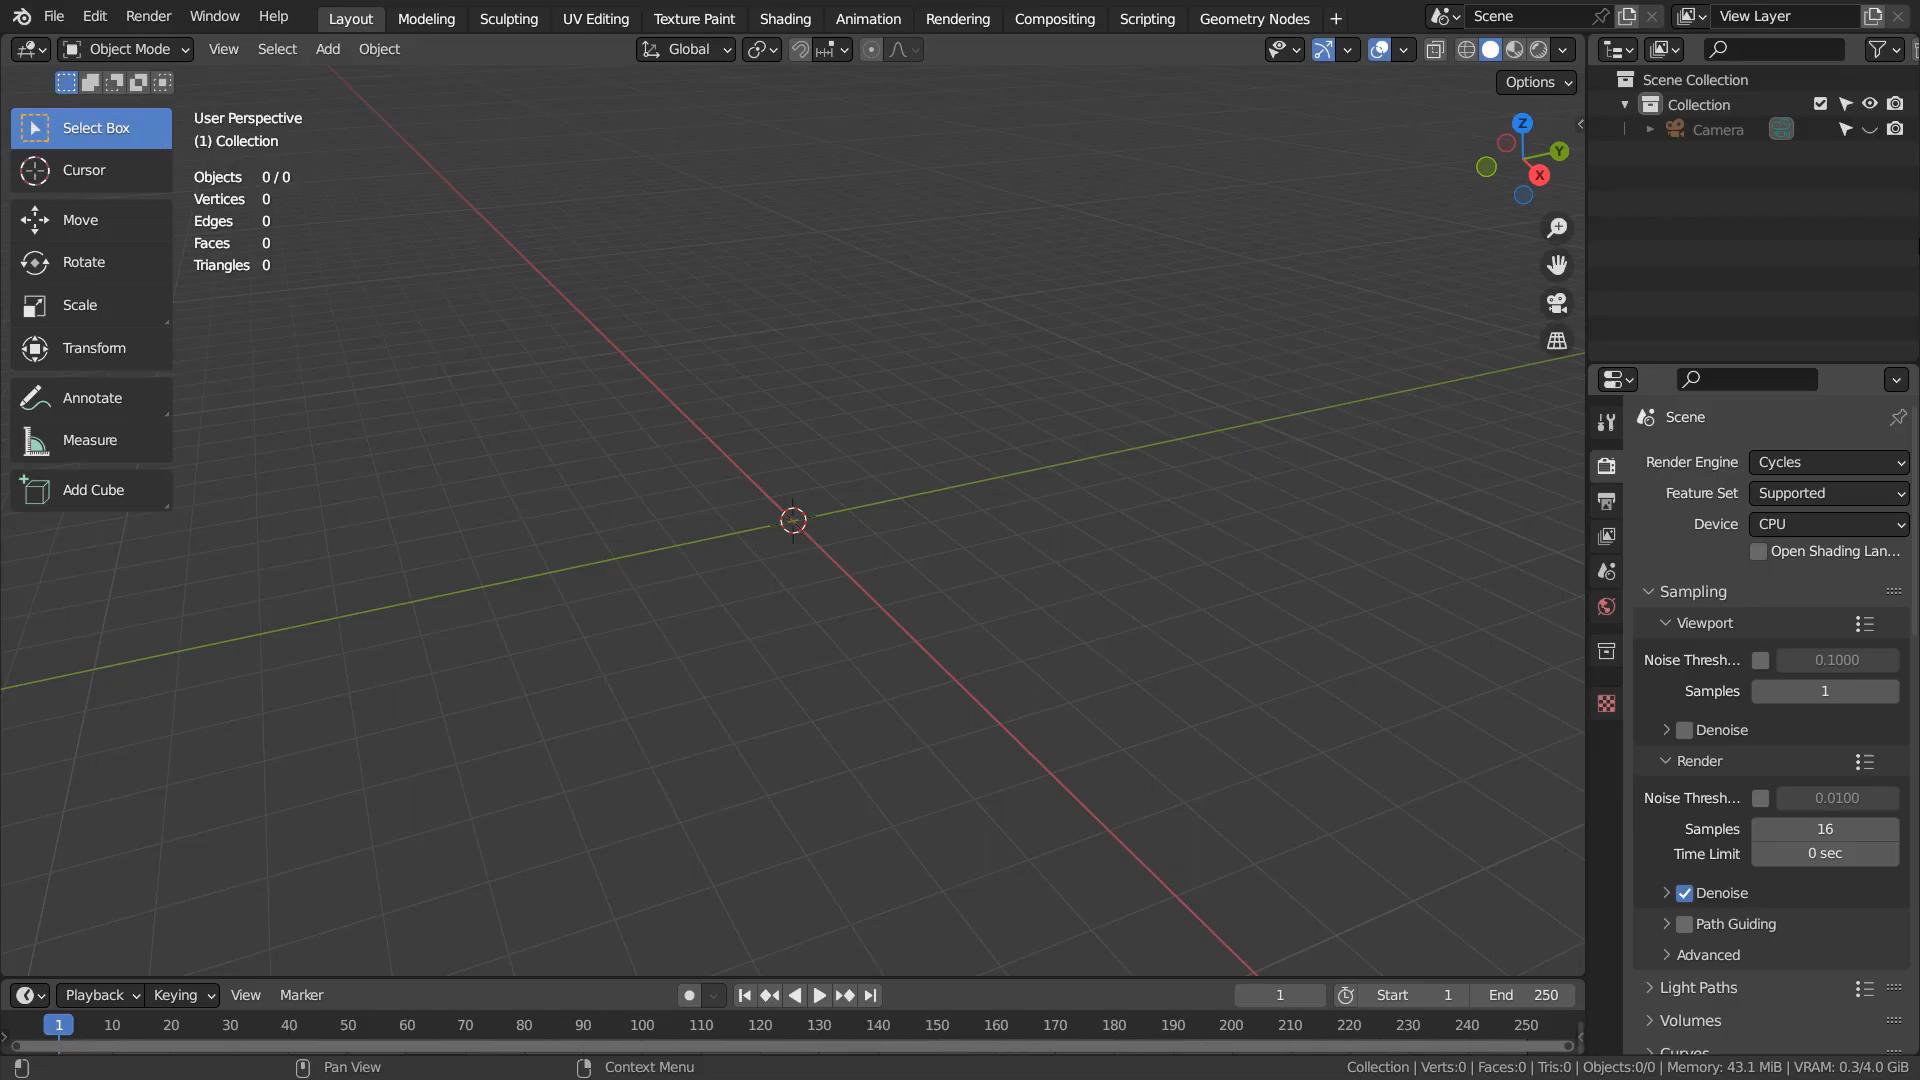 File Edit Render Window Help Layout Modeling Sculpting UV Editing Texture Paint Shading Animation Rendering Compositing Scripting Geometry Nodes + Scene View Layer
Object Mode View Select Add Object Global
Options
Select Box
Cursor
Move
Rotate
Scale
Transform
Annotate
Measure
Add Cube
User Perspective
(1) Collection
Objects 0 / 0
Vertices 0
Edges 0
Faces 0
Triangles 0
Z
Y
X
Scene Collection
Collection
Camera
Scene
Render Engine Cycles
Feature Set Supported
Device CPU
Open Shading Lan...
Sampling
Viewport
Noise Thresh... 0.1000
Samples 1
Denoise
Render
Noise Thresh... 0.0100
Samples 16
Time Limit 0 sec
Denoise
Path Guiding
Advanced
Light Paths
Volumes
Curves
Playback Keying View Marker 1 Start 1 End 250
1 10 20 30 40 50 60 70 80 90 100 110 120 130 140 150 160 170 180 190 200 210 220 230 240 250
Pan View Context Menu Collection | Verts:0 | Faces:0 | Tris:0 | Objects:0/0 | Memory: 43.1 MiB | VRAM: 0.3/4.0 GiB